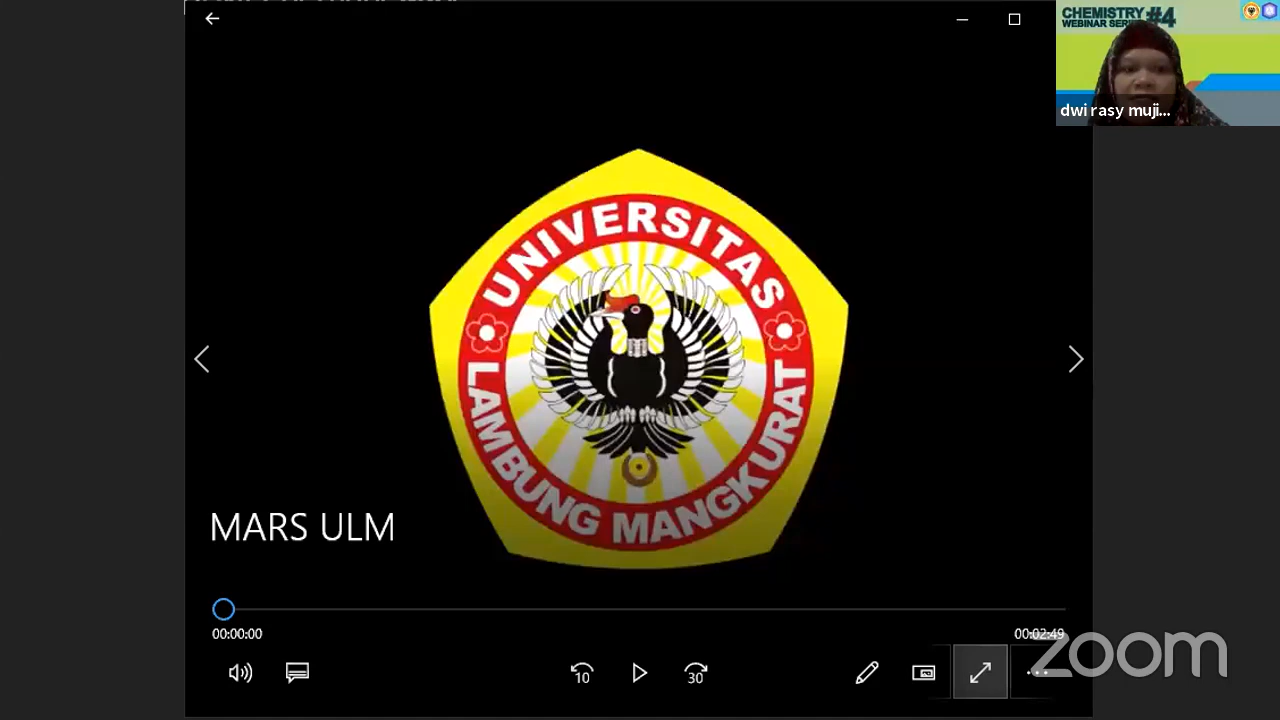 CHEMISTRY #4
WEBINAR SERIES
dwi rasy muji...
UNIVERSITAS
LAMBUNG MANGKURAT
MARS ULM
00:00:00
00:02:49
10
30
zoom